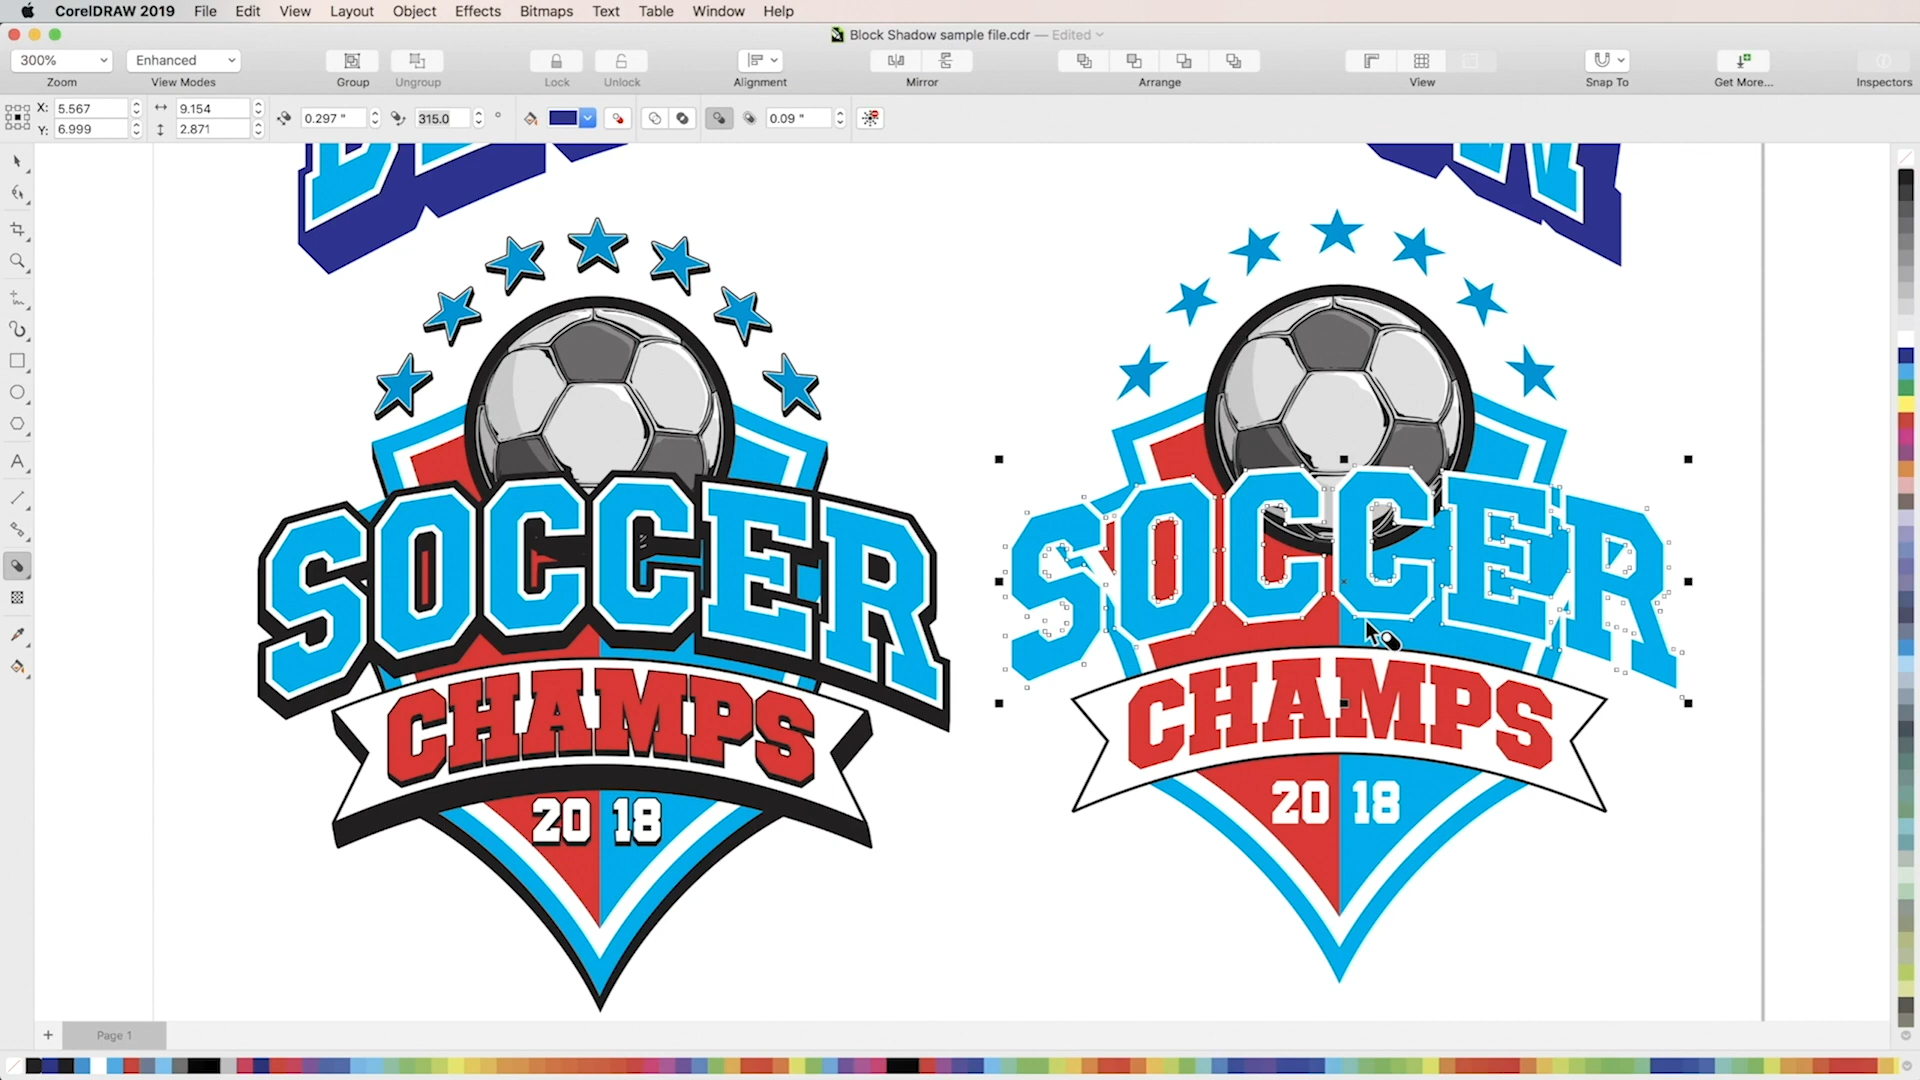 CorelDRAW 2019 File Edit View Layout Object Effects Bitmaps Text Table Window Help
Block Shadow sample file.cdr — Edited
300% Enhanced
Zoom View Modes Group Ungroup Lock Unlock Alignment Mirror Arrange View Snap To Get More... Inspectors
X: 5.567 9.154 0.297 " 315.0 ° 0.09 "
Y: 6.999 2.871
SOCCER
CHAMPS
20 18
SOCCER
CHAMPS
20 18
Page 1